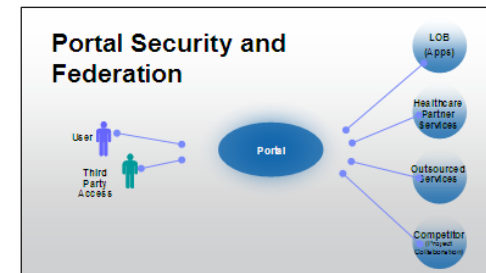 Portal Security and
Federation
User
Third
Party
Access
Portal
LOB
(Apps)
Healthcare
Partner
Services
Outsourced
Services
Competitor
(Project
Collaboration)